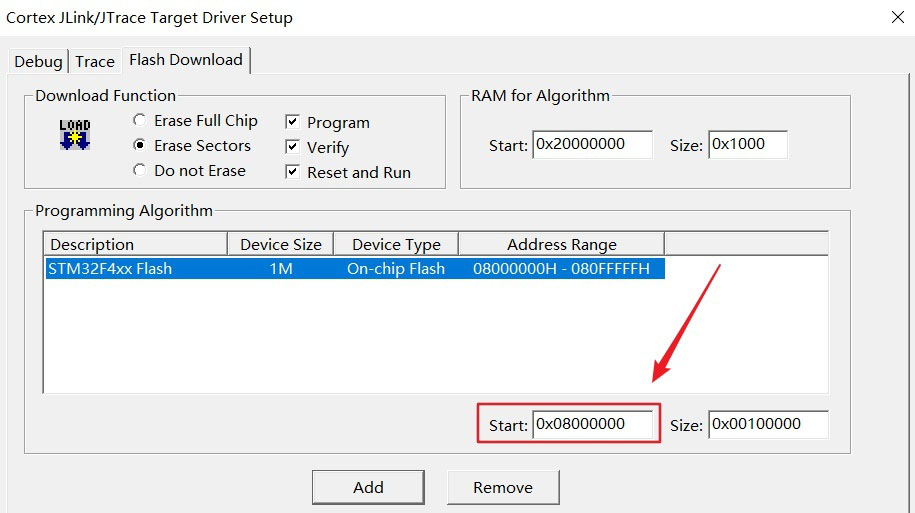 Cortex JLink/JTrace Target Driver Setup
Debug Trace Flash Download
Download Function
LOAD
Erase Full Chip
Erase Sectors
Do not Erase
Program
Verify
Reset and Run
RAM for Algorithm
Start: 0x20000000 Size: 0x1000
Programming Algorithm
Description Device Size Device Type Address Range
STM32F4xx Flash 1M On-chip Flash 08000000H - 080FFFFFH
Start: 0x08000000 Size: 0x00100000
Add Remove